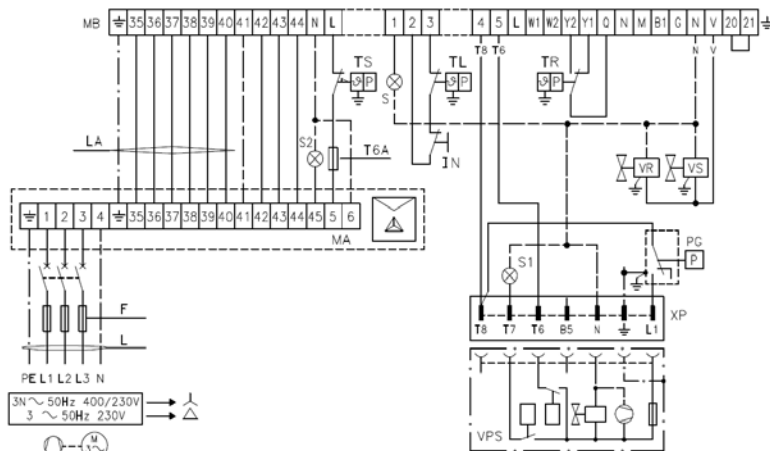 MB ⏚ 35 36 37 38 39 40 41 42 43 44 N L 1 2 3 4 5 L W1 W2 Y2 Y1 Q N M B1 G N V 20 21 ⏚
T8 T6 N V
TS TL TR
ϑ P ϑ P ϑ P
S
LA S2 T6A IN VR VS
⏚ 1 2 3 4 ⏚ 35 36 37 38 39 40 41 42 43 44 45 5 6
MA
PG
P
S1
F
T8 T7 T6 B5 N ⏚ L1 XP
L
PE L1 L2 L3 N
3N ~ 50Hz 400/230V
3 ~ 50Hz 230V
VPS
M